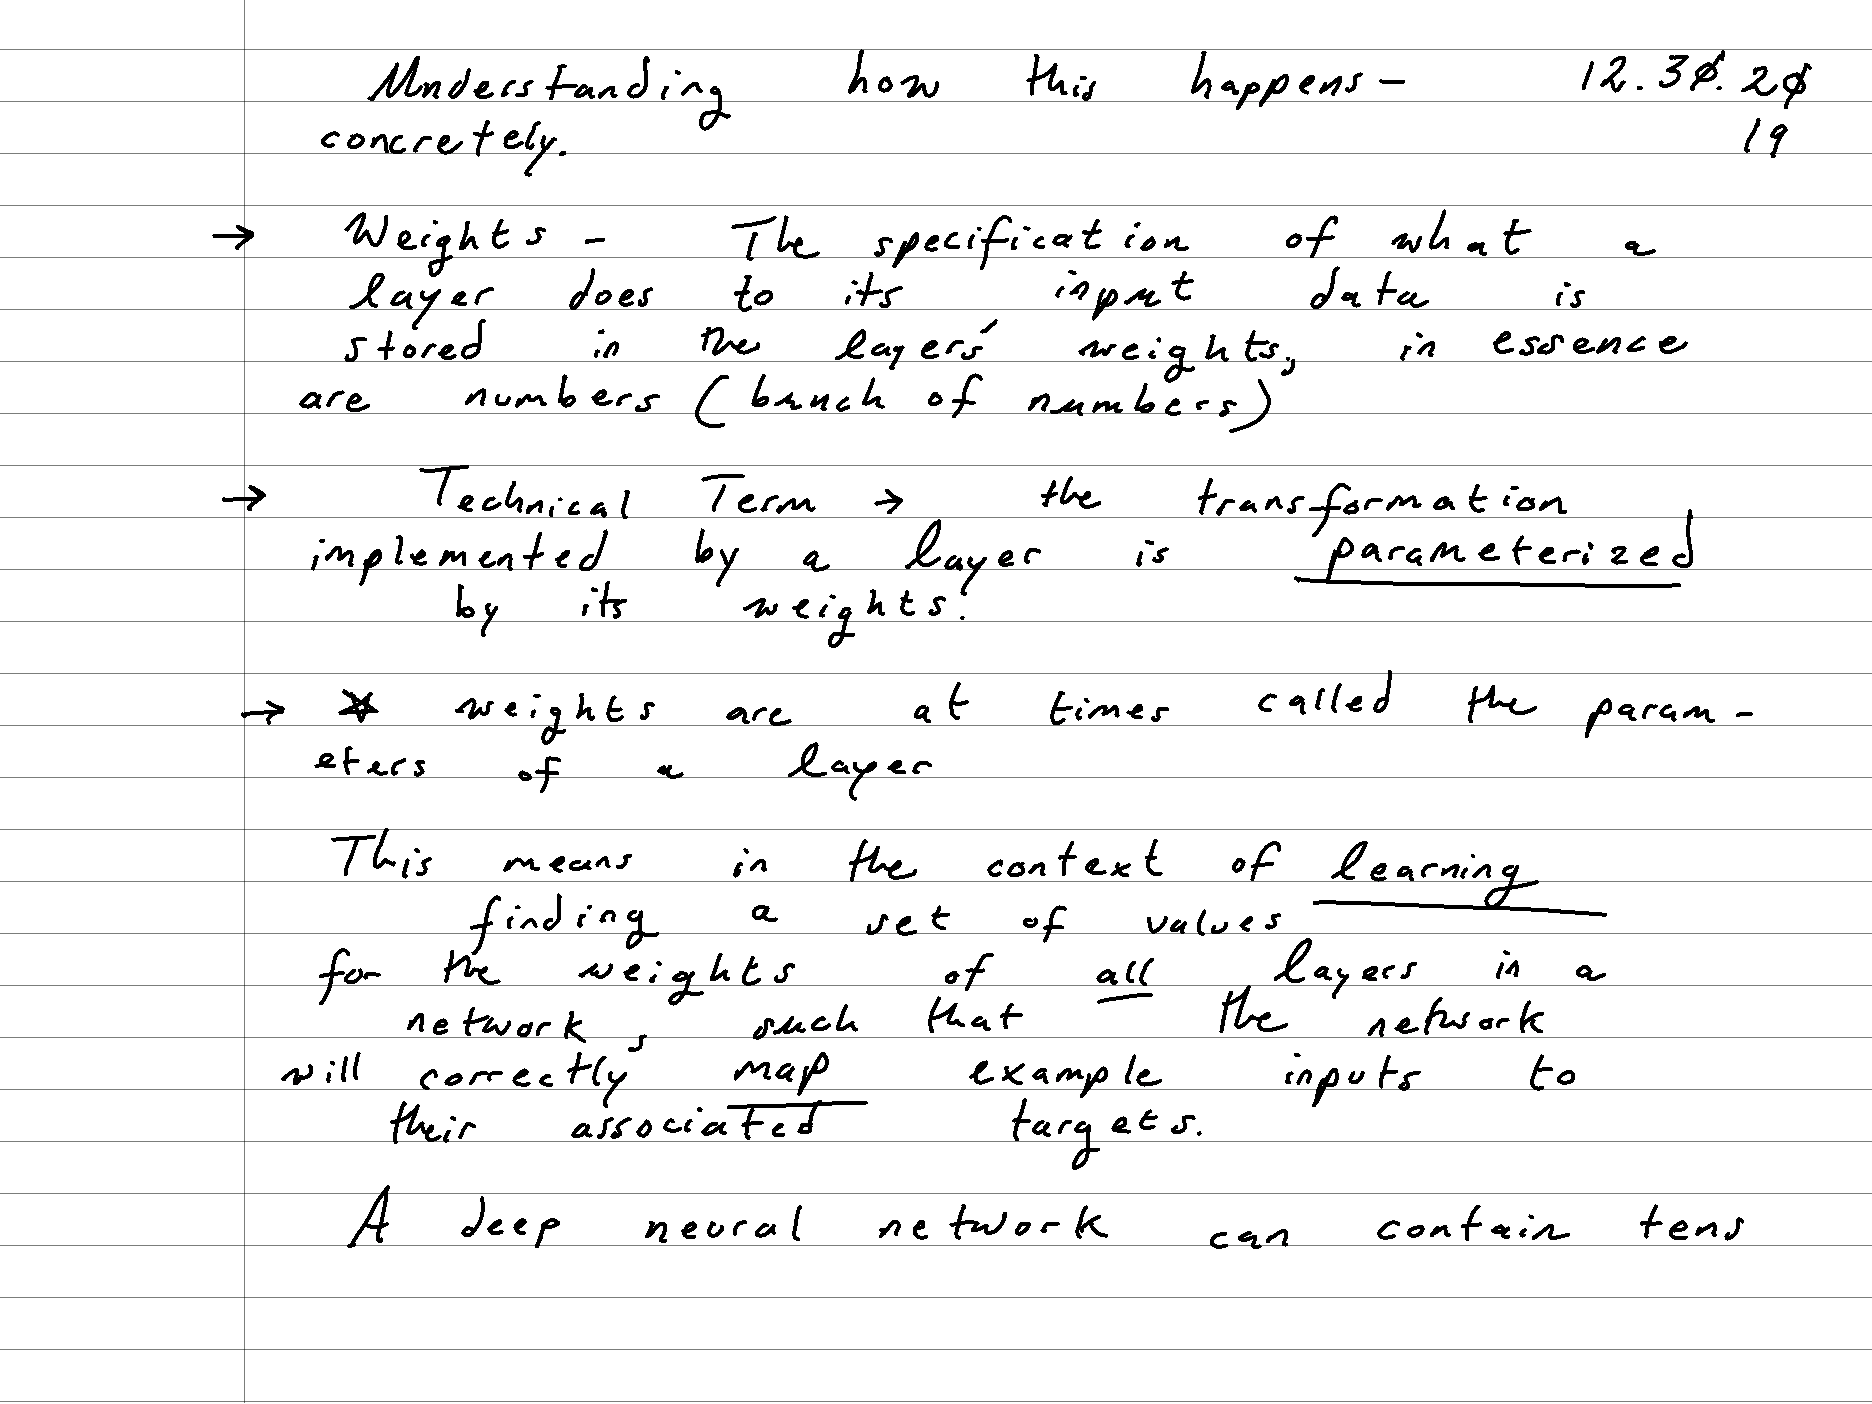 Understanding how this happens - 12.30.20
concretely. 19
→ Weights - The specification of what a
layer does to its input data is
stored in the layers' weights, in essence
are numbers (bunch of numbers)
→ Technical Term → the transformation
implemented by a layer is parameterized
by its weights.
→ ☆ weights are at times called the param-
eters of a layer
This means in the context of learning
finding a set of values
for the weights of all layers in a
network, such that the network
will correctly map example inputs to
their associated targets.
A deep neural network can contain tens